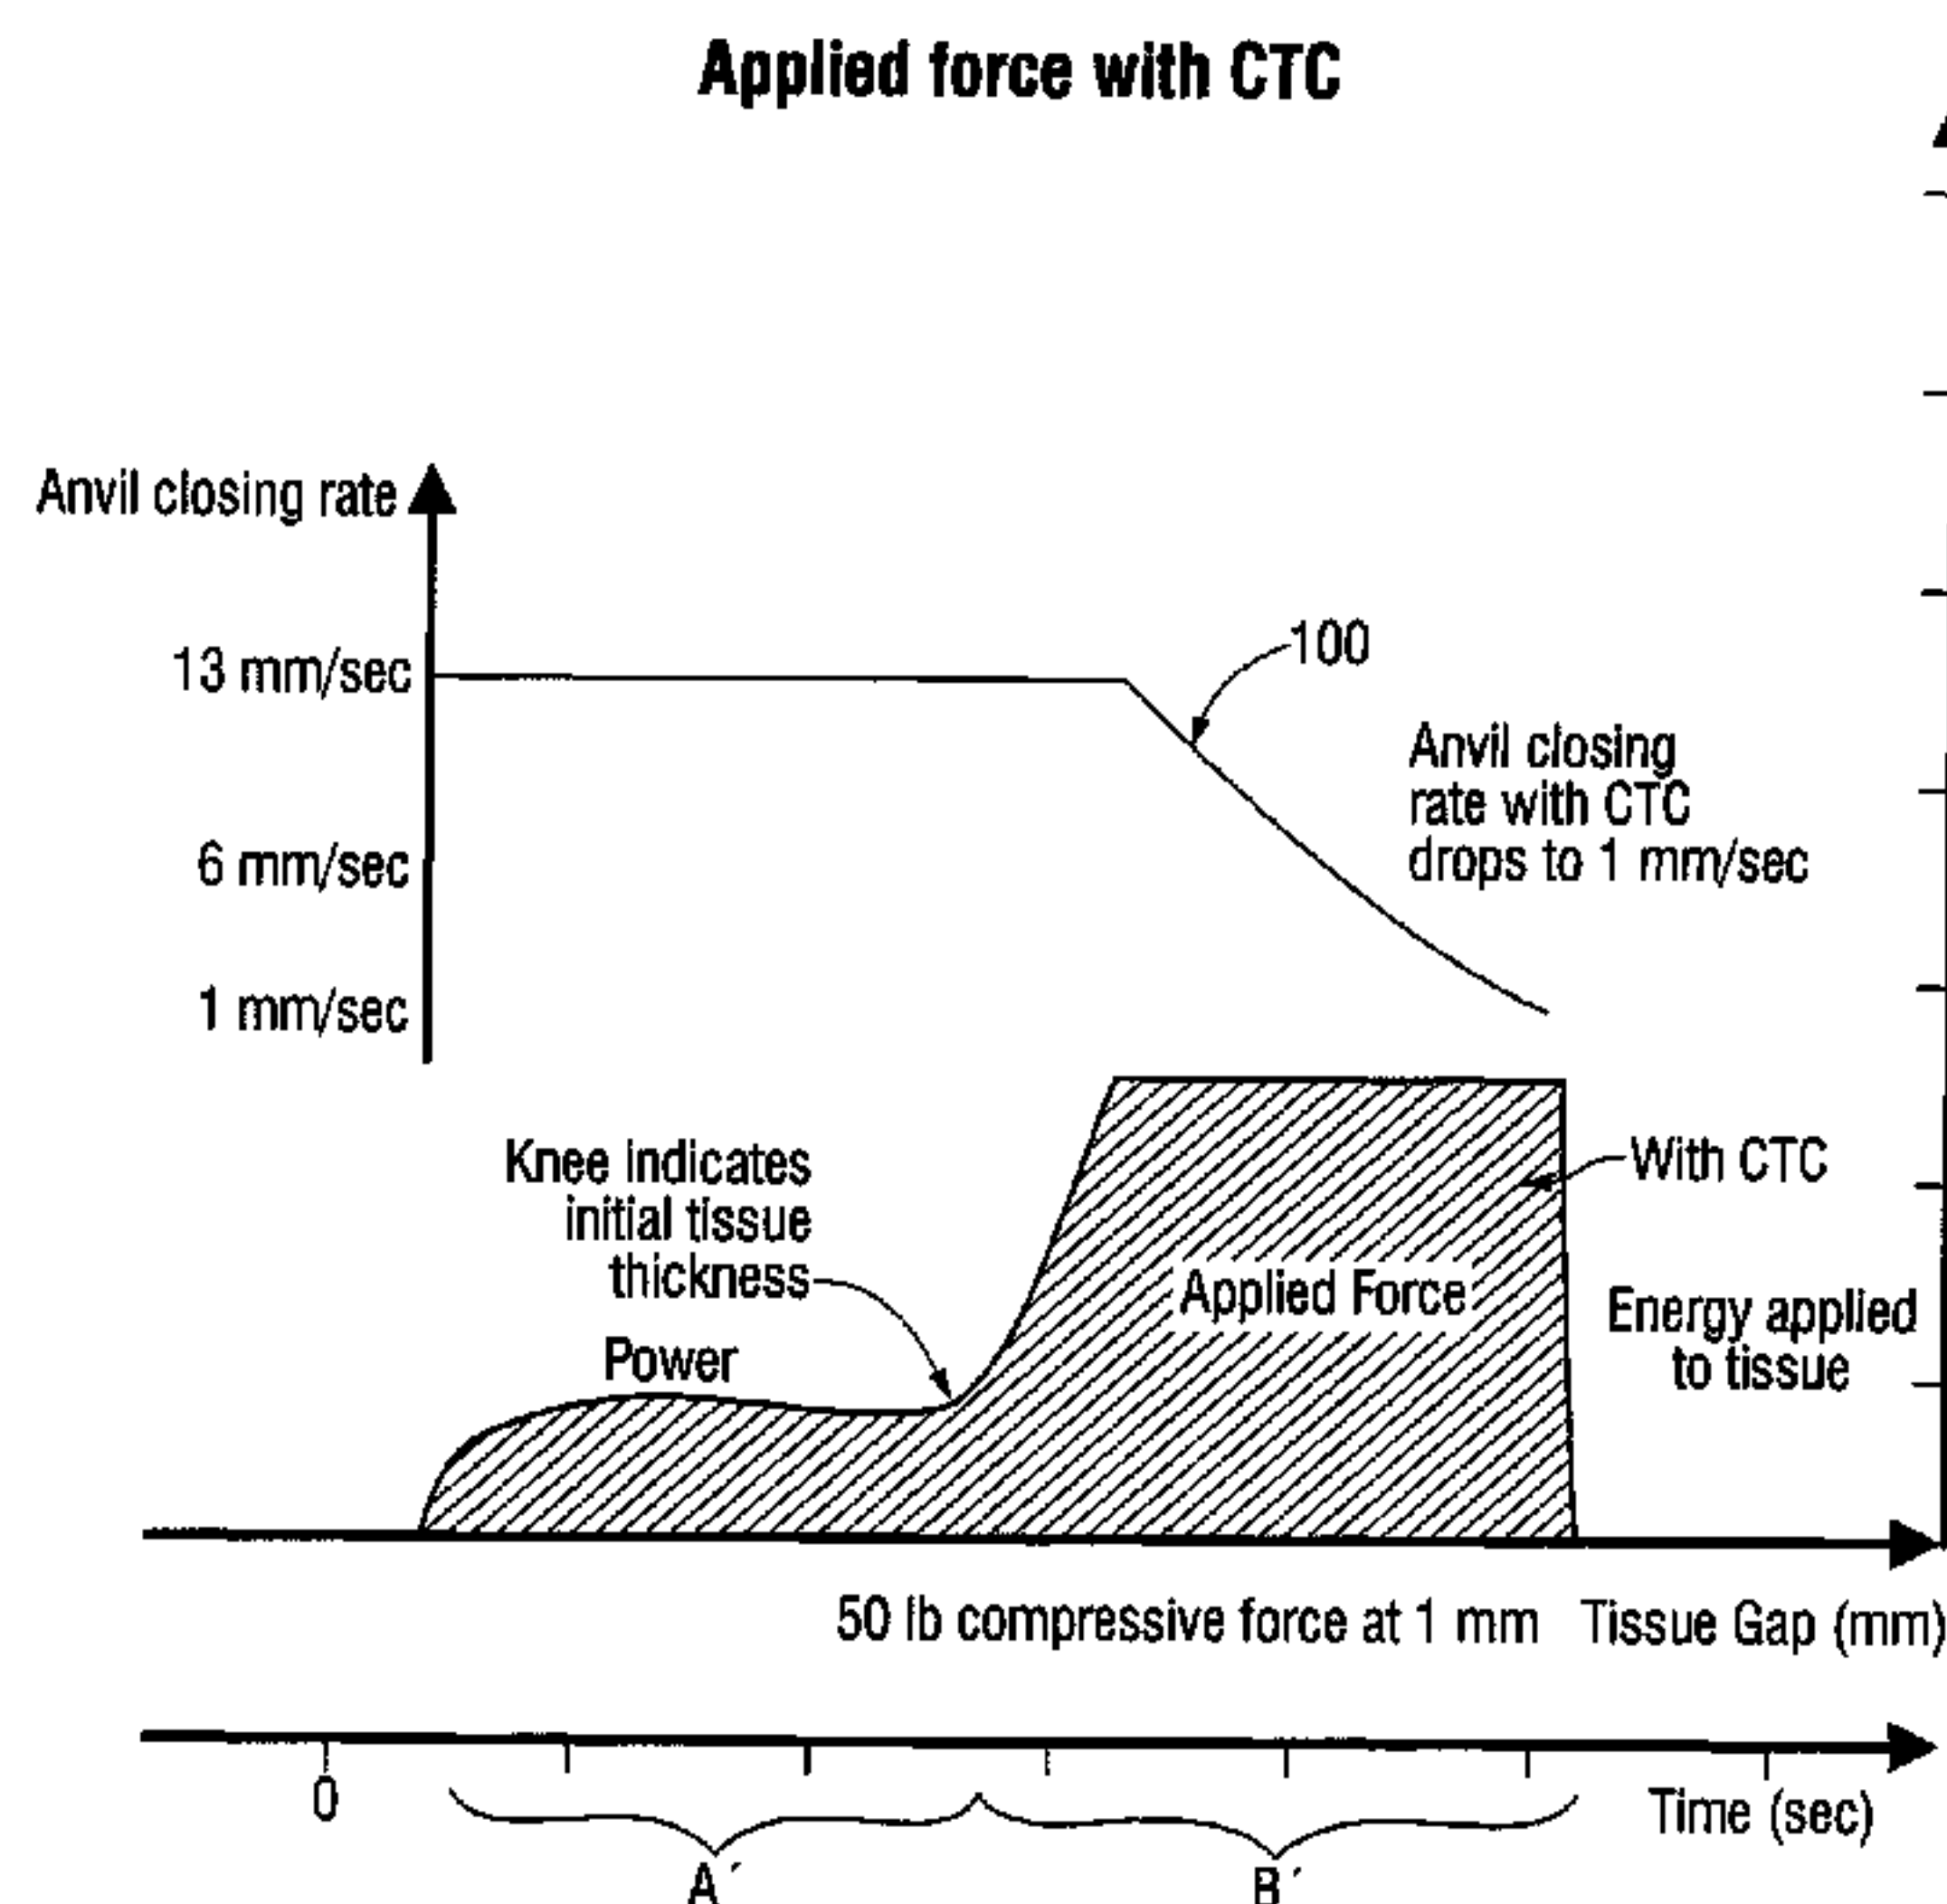 Applied force with CTC
Anvil closing rate
13 mm/sec
100
Anvil closing
rate with CTC
drops to 1 mm/sec
6 mm/sec
1 mm/sec
Knee indicates
initial tissue
thickness
With CTC
Applied Force
Energy applied
to tissue
Power
50 lb compressive force at 1 mm
Tissue Gap (mm)
0
Time (sec)
A´
B´